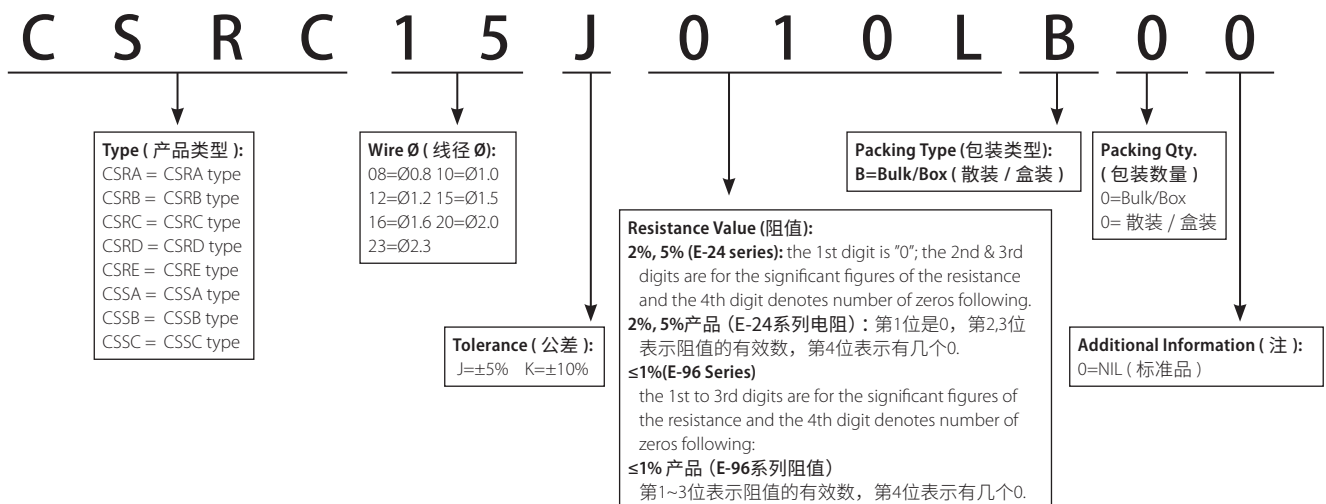 C S R C 1 5 J 0 1 0 L B 0 0
Type ( 产品类型 ):
CSRA = CSRA type
CSRB = CSRB type
CSRC = CSRC type
CSRD = CSRD type
CSRE = CSRE type
CSSA = CSSA type
CSSB = CSSB type
CSSC = CSSC type
Wire Ø ( 线径 Ø):
08=Ø0.8 10=Ø1.0
12=Ø1.2 15=Ø1.5
16=Ø1.6 20=Ø2.0
23=Ø2.3
Tolerance ( 公差 ):
J=±5% K=±10%
Resistance Value (阻值):
2%, 5% (E-24 series): the 1st digit is "0"; the 2nd & 3rd
digits are for the significant figures of the resistance
and the 4th digit denotes number of zeros following.
2%, 5%产品（E-24系列电阻）：第1位是0，第2,3位
表示阻值的有效数，第4位表示有几个0.
≤1%(E-96 Series)
the 1st to 3rd digits are for the significant figures of
the resistance and the 4th digit denotes number of
zeros following:
≤1% 产品（E-96系列阻值）
第1~3位表示阻值的有效数，第4位表示有几个0.
Packing Type (包装类型):
B=Bulk/Box ( 散装 / 盒装 )
Packing Qty.
( 包装数量 )
0=Bulk/Box
0= 散装 / 盒装
Additional Information ( 注 ):
0=NIL ( 标准品 )